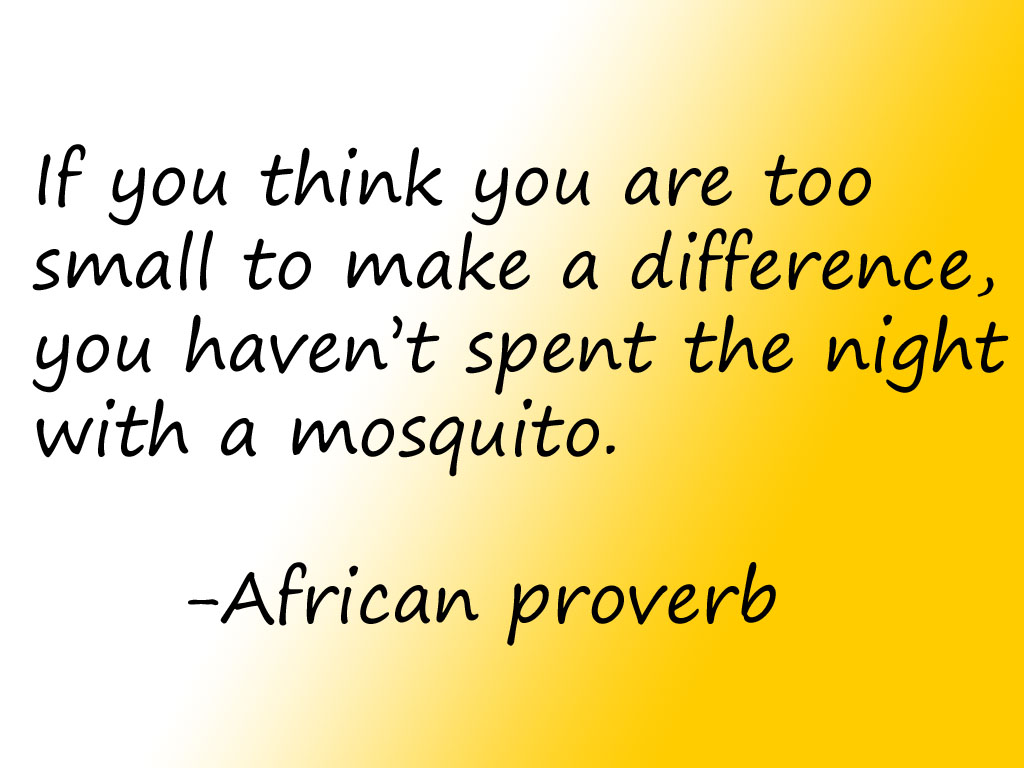 If you think you are too
small to make a difference,
you haven’t spent the night
with a mosquito.
-African proverb